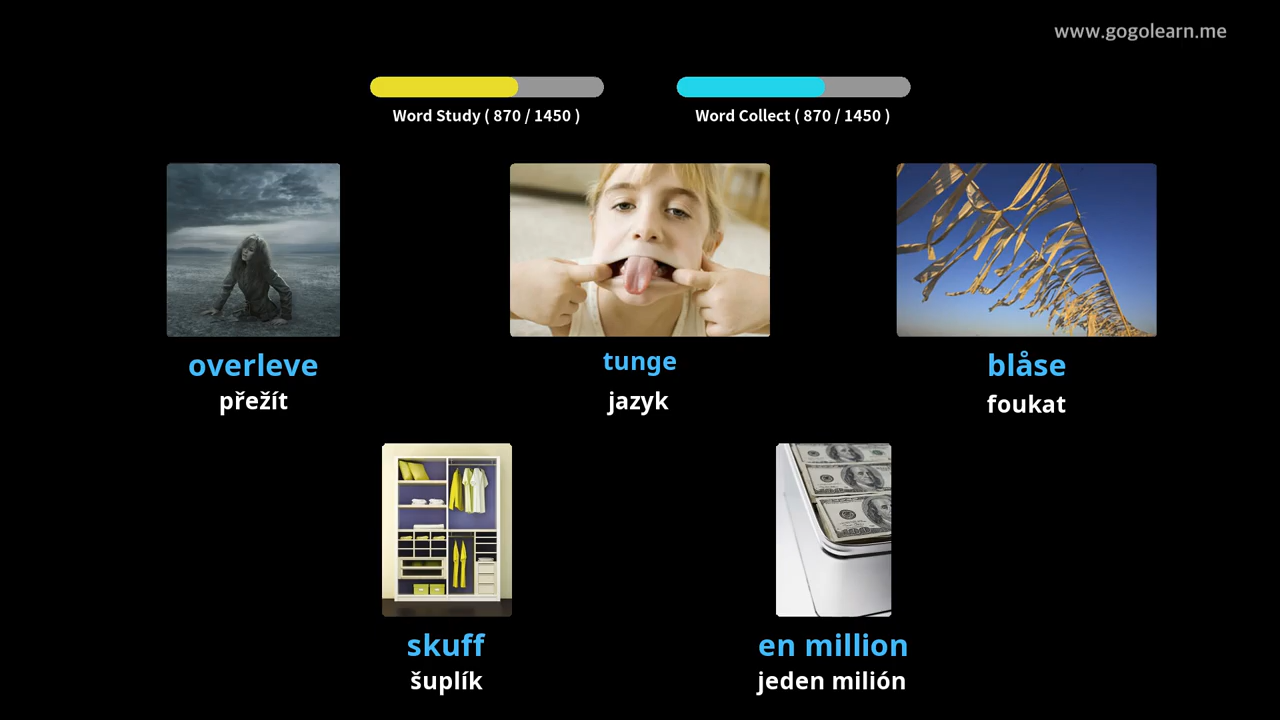 www.gogolearn.me
Word Study ( 870 / 1450 )
Word Collect ( 870 / 1450 )
overleve
přežít
tunge
jazyk
blåse
foukat
skuff
šuplík
en million
jeden milión